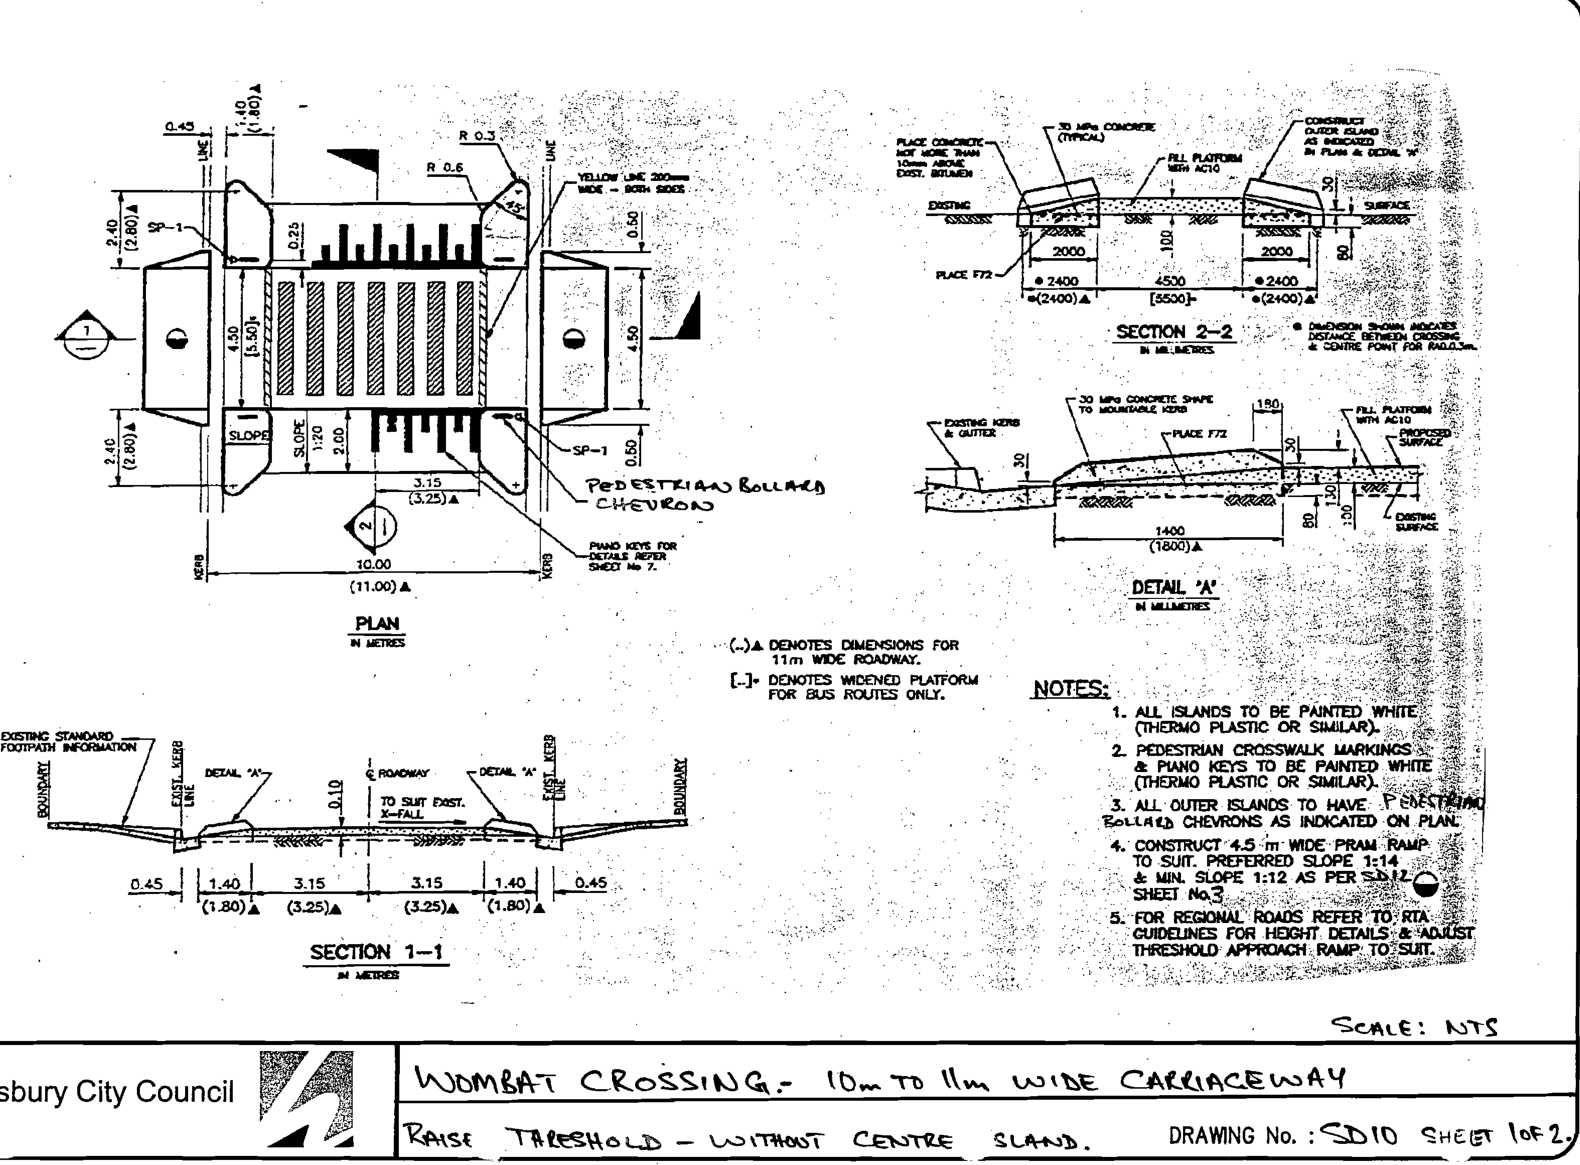 1.40
(1.80)▲
0.45
LINE
R 0.3
LINE
R 0.6
YELLOW LINE 200mm
WIDE - BOTH SIDES
45°
2.40
(2.80)▲
SP-1
0.25
0.50
1
4.50
[5.50]*
4.50
2.40
(2.80)▲
SLOPE
SLOPE
1:20
2.00
SP-1
0.50
3.15
(3.25)▲
PEDESTRIAN BOLLARD
CHEVRON
2
PIANO KEYS FOR
DETAILS REFER
SHEET No 7.
KERB
KERB
10.00
(11.00)▲
PLAN
IN METRES
PLACE CONCRETE
NOT MORE THAN
10mm ABOVE
EXIST. BITUMEN
30 MPa CONCRETE
(TYPICAL)
FILL PLATFORM
WITH AC10
CONSTRUCT
OUTER ISLAND
AS INDICATED
IN PLAN & DETAIL 'A'
EXISTING
SURFACE
30
100
80
2000
2000
PLACE F72
2400
4500
2400
(2400)▲
[5500]*
(2400)▲
SECTION 2-2
IN MILLIMETRES
DIMENSION SHOWN INDICATES
DISTANCE BETWEEN CROSSING
& CENTRE POINT FOR RAD.0.3m.
30 MPa CONCRETE SHAPE
TO MOUNTABLE KERB
180
FILL PLATFORM
WITH AC10
EXISTING KERB
& GUTTER
PLACE F72
PROPOSED
SURFACE
30
30
130
100
80
EXISTING
SURFACE
1400
(1800)▲
DETAIL 'A'
IN MILLIMETRES
(..)▲ DENOTES DIMENSIONS FOR
11m WIDE ROADWAY.
[..]* DENOTES WIDENED PLATFORM
FOR BUS ROUTES ONLY.
NOTES:
1. ALL ISLANDS TO BE PAINTED WHITE
(THERMO PLASTIC OR SIMILAR).
2. PEDESTRIAN CROSSWALK MARKINGS
& PIANO KEYS TO BE PAINTED WHITE
(THERMO PLASTIC OR SIMILAR).
3. ALL OUTER ISLANDS TO HAVE PEDESTRIAN
BOLLARD CHEVRONS AS INDICATED ON PLAN.
4. CONSTRUCT 4.5 m WIDE PRAM RAMP
TO SUIT. PREFERRED SLOPE 1:14
& MIN. SLOPE 1:12 AS PER SD12
SHEET No.3
5. FOR REGIONAL ROADS REFER TO RTA
GUIDELINES FOR HEIGHT DETAILS & ADJUST
THRESHOLD APPROACH RAMP TO SUIT.
EXISTING STANDARD
FOOTPATH INFORMATION
BOUNDARY
EXIST. KERB
LINE
DETAIL 'A'
℄ ROADWAY
DETAIL 'A'
EXIST. KERB
LINE
BOUNDARY
0.10
TO SUIT EXIST.
X-FALL
0.45
1.40
3.15
3.15
1.40
0.45
(1.80)▲
(3.25)▲
(3.25)▲
(1.80)▲
SECTION 1-1
IN METRES
SCALE: NTS
sbury City Council
WOMBAT CROSSING - 10m TO 11m WIDE CARRIAGEWAY
RAISE THRESHOLD - WITHOUT CENTRE SLAND.
DRAWING No. : SD10 SHEET 1 OF 2.